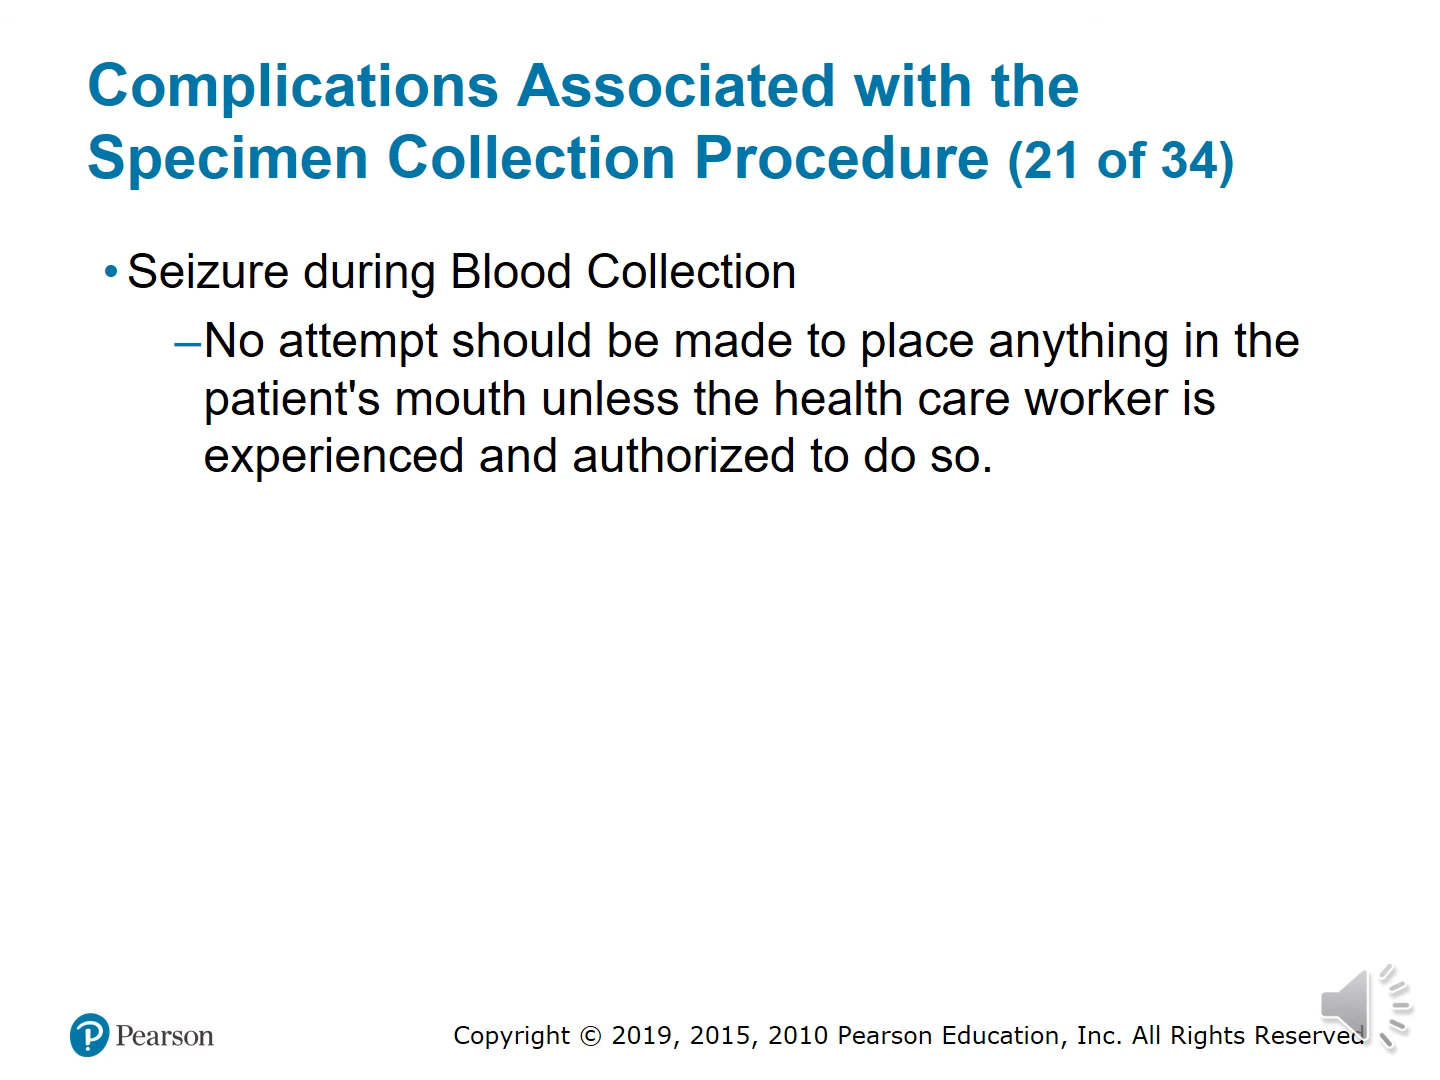 Complications Associated with the
Specimen Collection Procedure (21 of 34)
• Seizure during Blood Collection
–No attempt should be made to place anything in the
patient's mouth unless the health care worker is
experienced and authorized to do so.
Pearson
Copyright © 2019, 2015, 2010 Pearson Education, Inc. All Rights Reserved